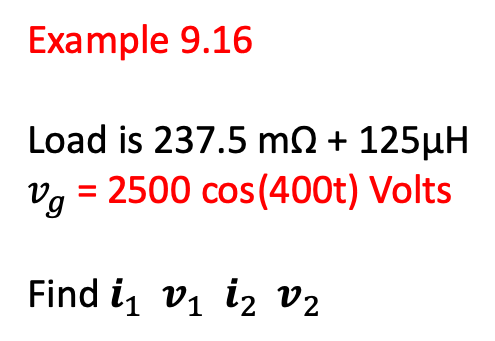 Example 9.16
Load is 237.5 mΩ + 125μH
𝒗g = 2500 cos(400t) Volts
Find 𝒊₁ 𝒗₁ 𝒊₂ 𝒗₂